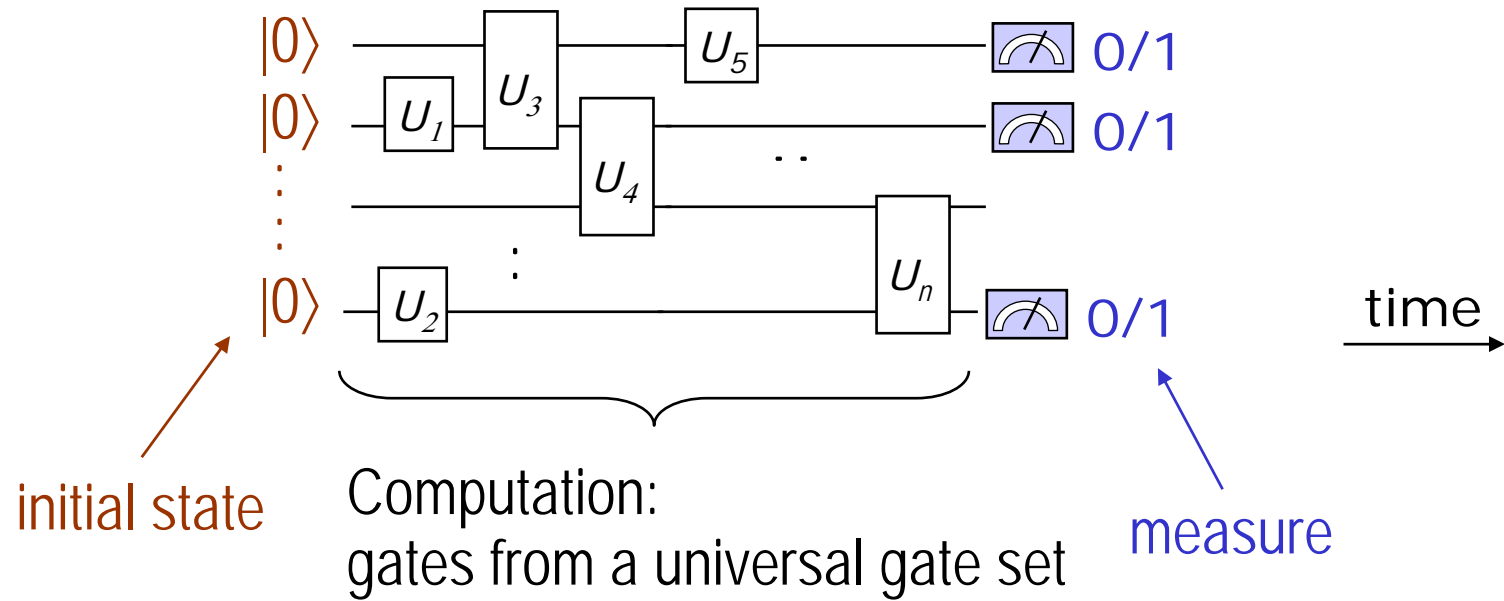 |0⟩ U₃ U₅ 0/1
|0⟩ U₁ 0/1
U₄
|0⟩ U₂ Uₙ 0/1
time
initial state
Computation:
gates from a universal gate set
measure